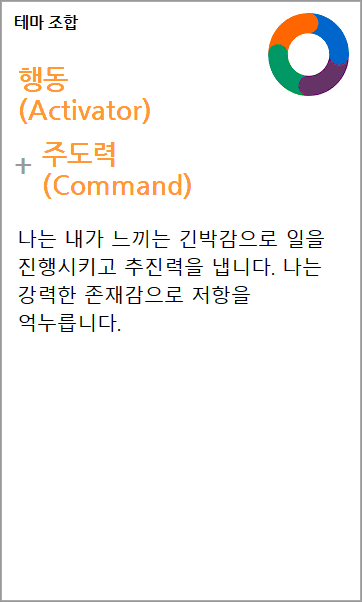 테마 조합
행동
(Activator)
+ 주도력
(Command)
나는 내가 느끼는 긴박감으로 일을
진행시키고 추진력을 냅니다. 나는
강력한 존재감으로 저항을
억누릅니다.